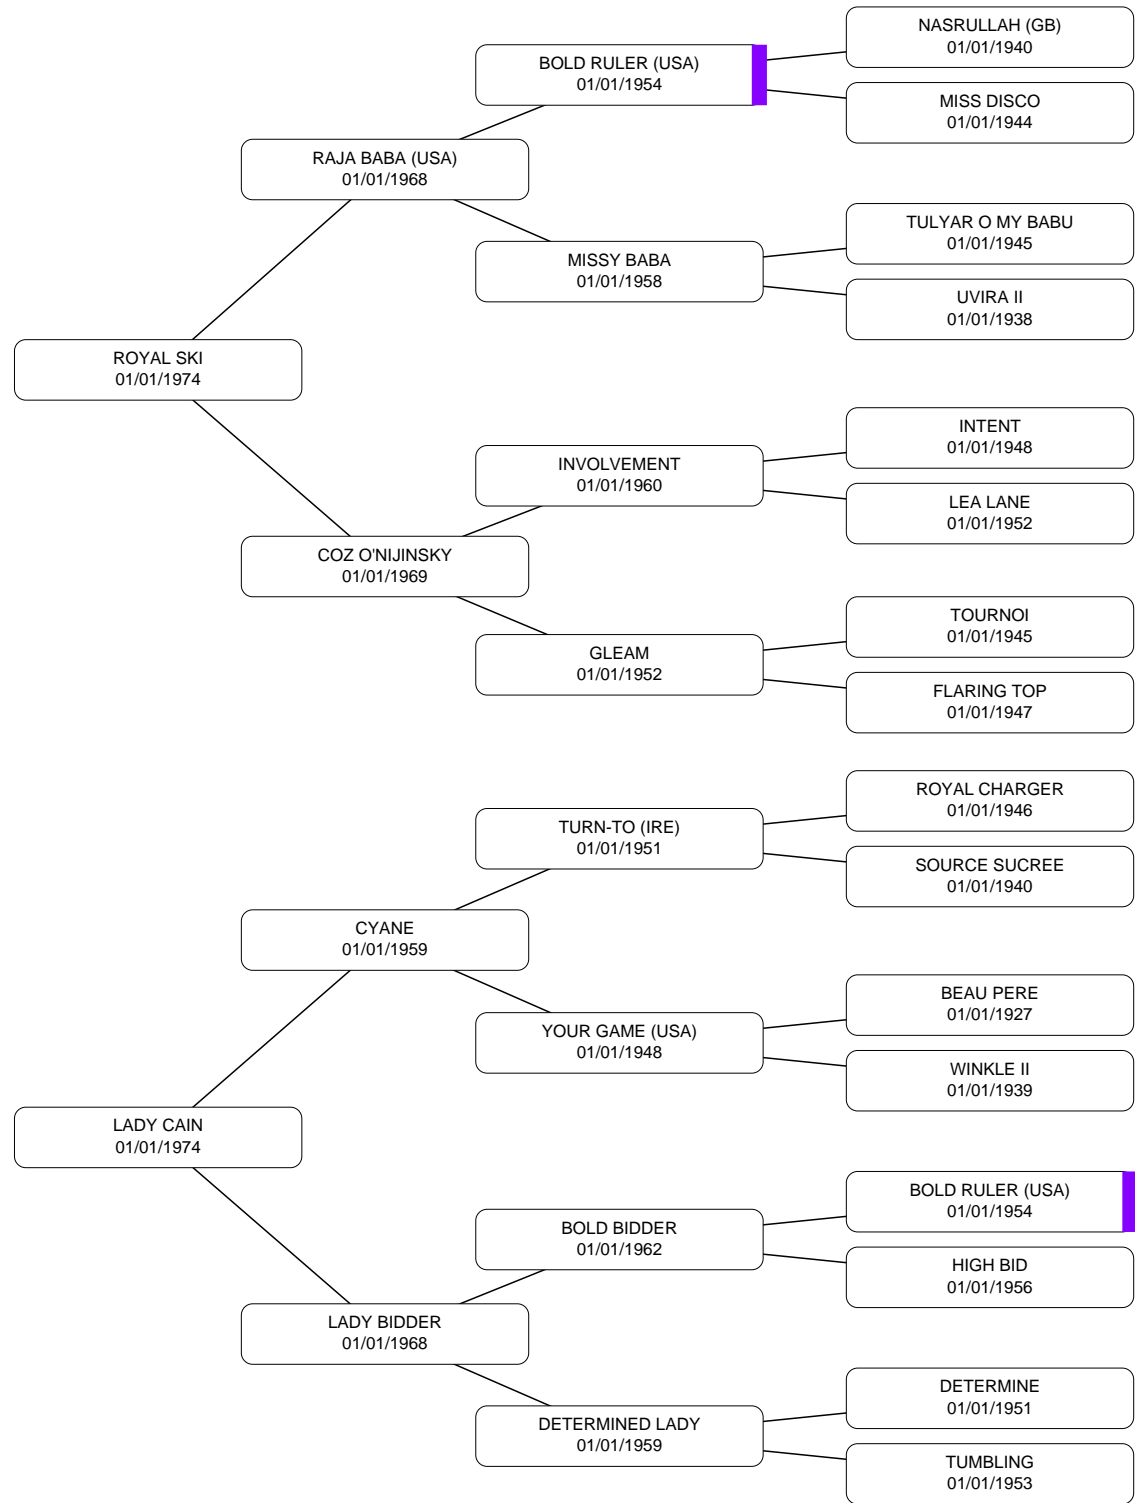 NASRULLAH (GB)
01/01/1940
BOLD RULER (USA)
01/01/1954
MISS DISCO
01/01/1944
RAJA BABA (USA)
01/01/1968
TULYAR O MY BABU
01/01/1945
MISSY BABA
01/01/1958
UVIRA II
01/01/1938
ROYAL SKI
01/01/1974
INTENT
01/01/1948
INVOLVEMENT
01/01/1960
LEA LANE
01/01/1952
COZ O'NIJINSKY
01/01/1969
TOURNOI
01/01/1945
GLEAM
01/01/1952
FLARING TOP
01/01/1947
ROYAL CHARGER
01/01/1946
TURN-TO (IRE)
01/01/1951
SOURCE SUCREE
01/01/1940
CYANE
01/01/1959
BEAU PERE
01/01/1927
YOUR GAME (USA)
01/01/1948
WINKLE II
01/01/1939
LADY CAIN
01/01/1974
BOLD RULER (USA)
01/01/1954
BOLD BIDDER
01/01/1962
HIGH BID
01/01/1956
LADY BIDDER
01/01/1968
DETERMINE
01/01/1951
DETERMINED LADY
01/01/1959
TUMBLING
01/01/1953